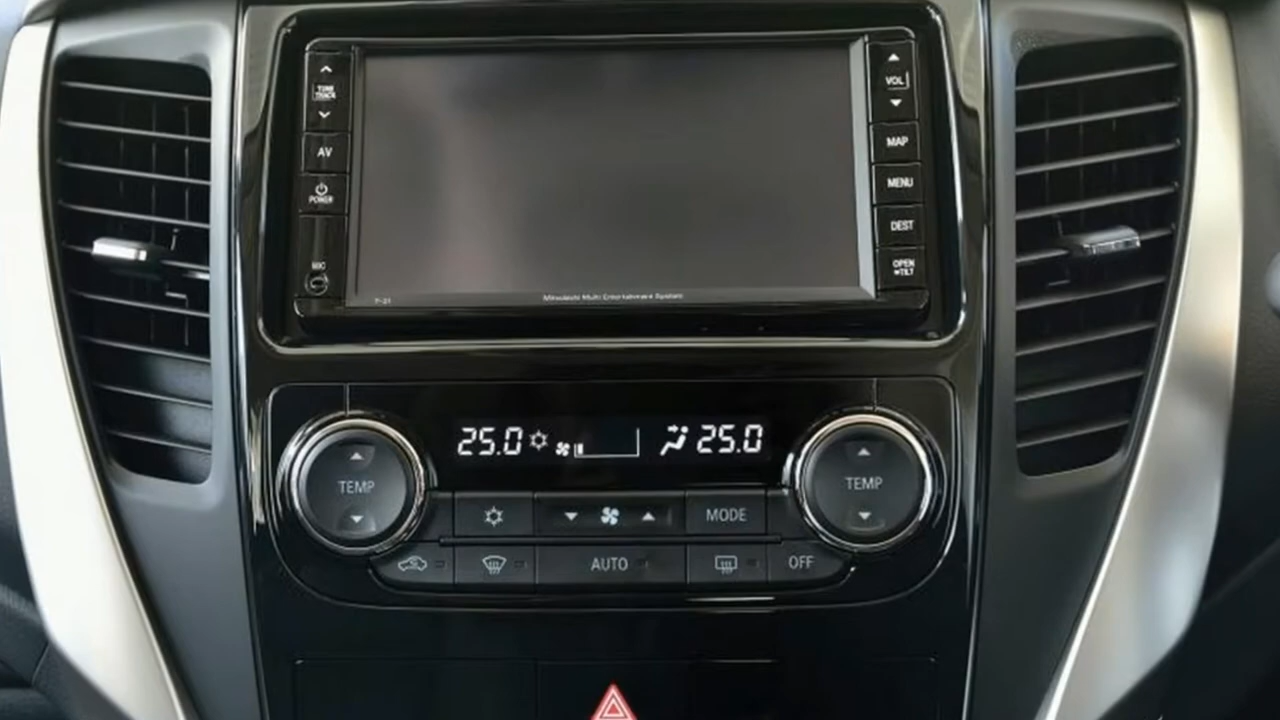 TUNE
TRACK
AV
POWER
MIC
VOL
MAP
MENU
DEST
OPEN
TILT
Mitsubishi Multi Entertainment System
25.0
25.0
TEMP
TEMP
MODE
AUTO
OFF